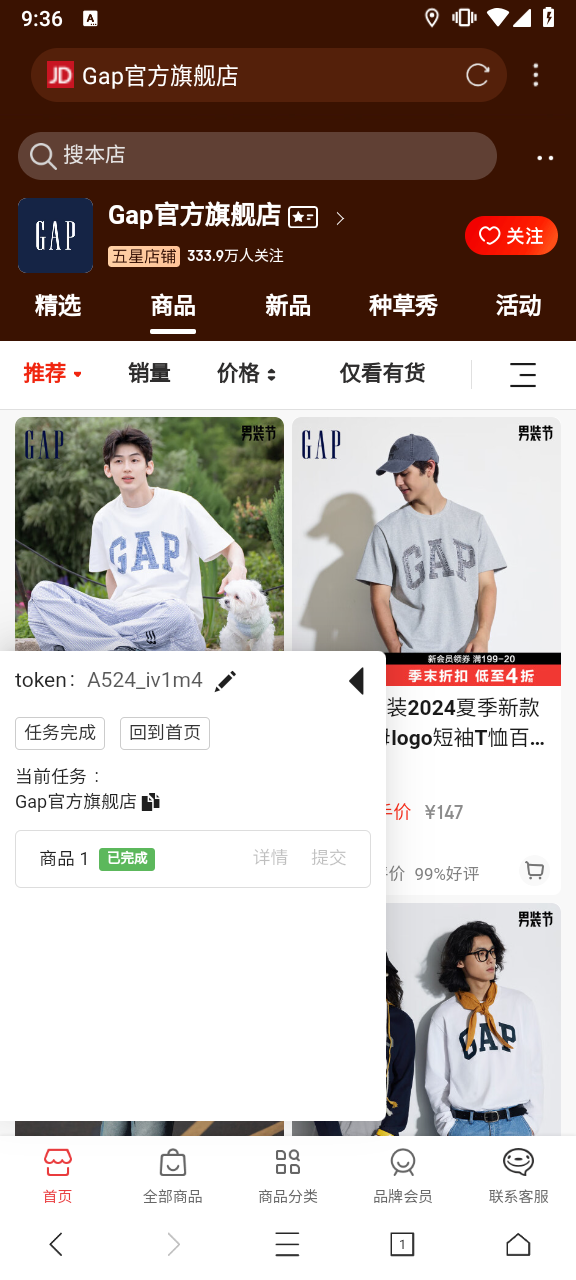 9:36
A
JD Gap官方旗舰店
搜本店
GAP
Gap官方旗舰店
五星店铺 333.9万人关注
关注
精选 商品 新品 种草秀 活动
推荐 销量 价格 仅看有货
GAP 男装节
GAP 男装节
GAP
GAP
新会员领券 满199-20
季末折扣 低至4折
token: A524_iv1m4
装2024夏季新款
logo短袖T恤百...
任务完成 回到首页
当前任务：
Gap官方旗舰店
手价 ¥147
商品 1 已完成 详情 提交
评价 99%好评
男装节
GAP
首页 全部商品 商品分类 品牌会员 联系客服
1